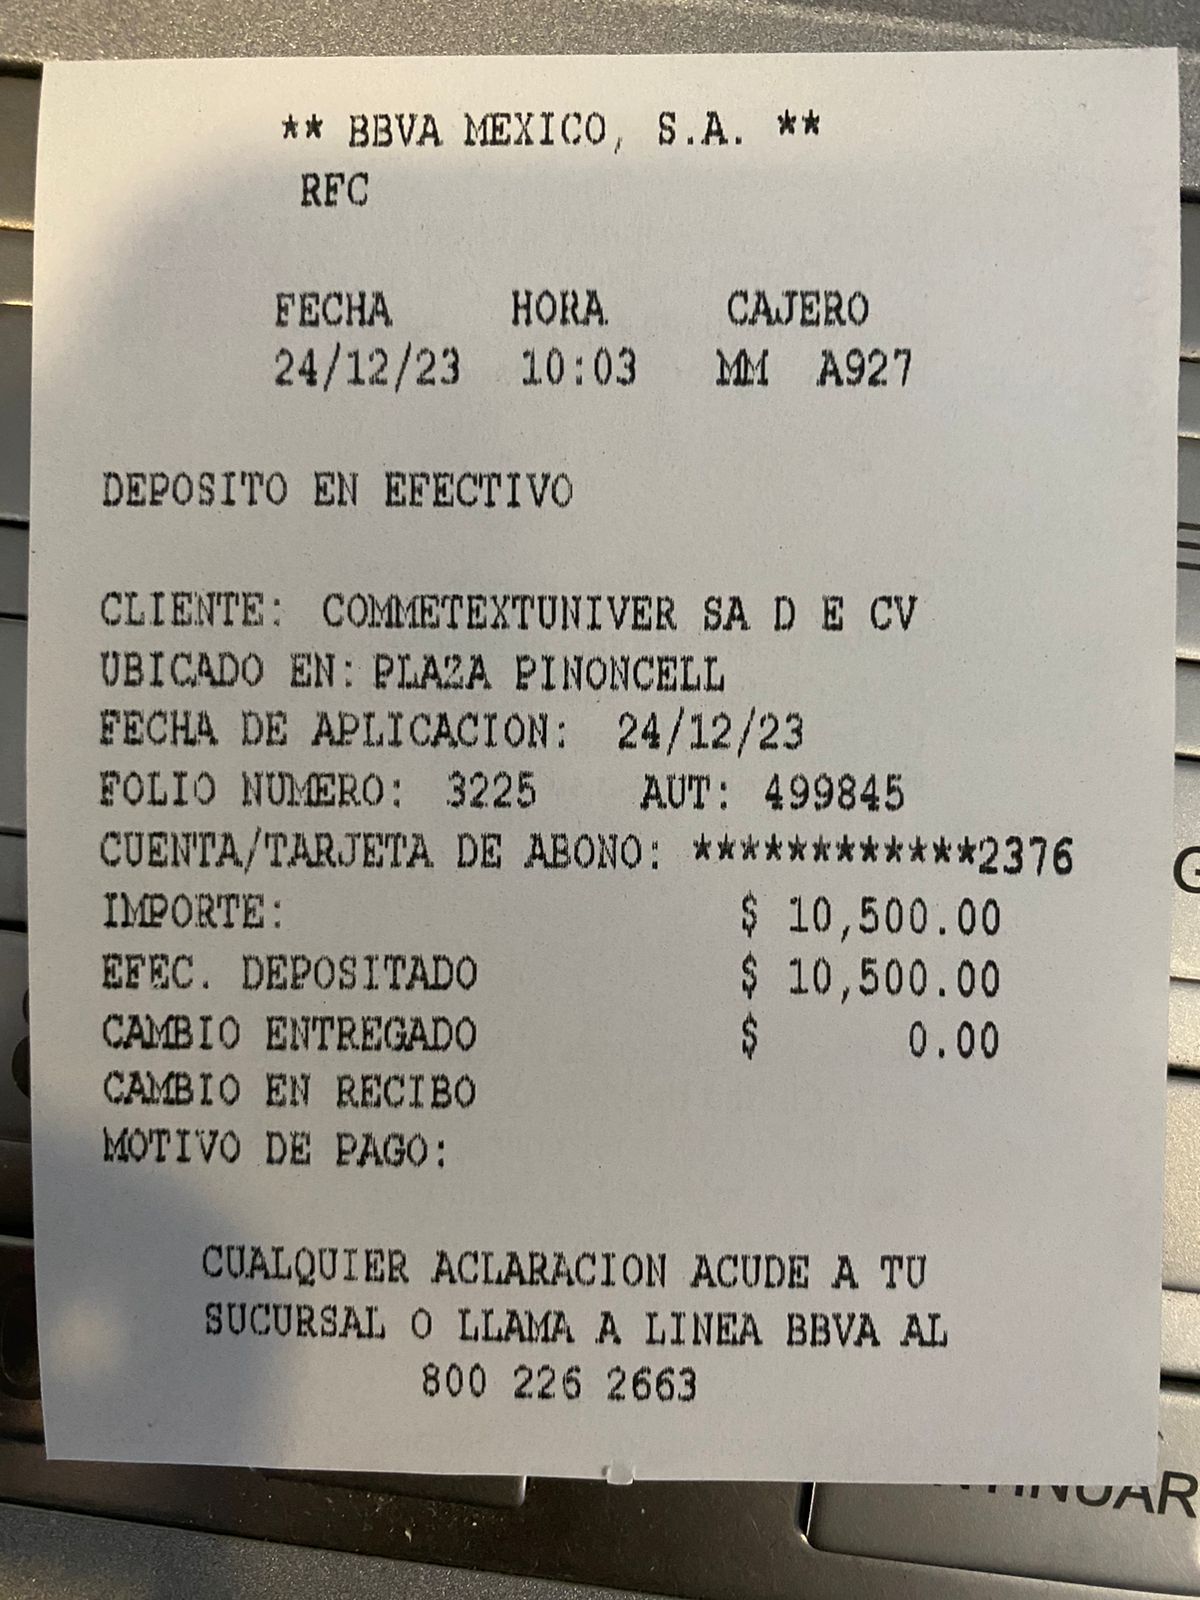 ** BBVA MEXICO, S.A. **
RFC
FECHA HORA CAJERO
24/12/23 10:03 MM A927
DEPOSITO EN EFECTIVO
CLIENTE: COMMETEXTUNIVER SA D E CV
UBICADO EN: PLAZA PINONCELL
FECHA DE APLICACION: 24/12/23
FOLIO NUMERO: 3225 AUT: 499845
CUENTA/TARJETA DE ABONO: ************2376
IMPORTE: $ 10,500.00
EFEC. DEPOSITADO $ 10,500.00
CAMBIO ENTREGADO $ 0.00
CAMBIO EN RECIBO
MOTIVO DE PAGO:
CUALQUIER ACLARACION ACUDE A TU
SUCURSAL O LLAMA A LINEA BBVA AL
800 226 2663